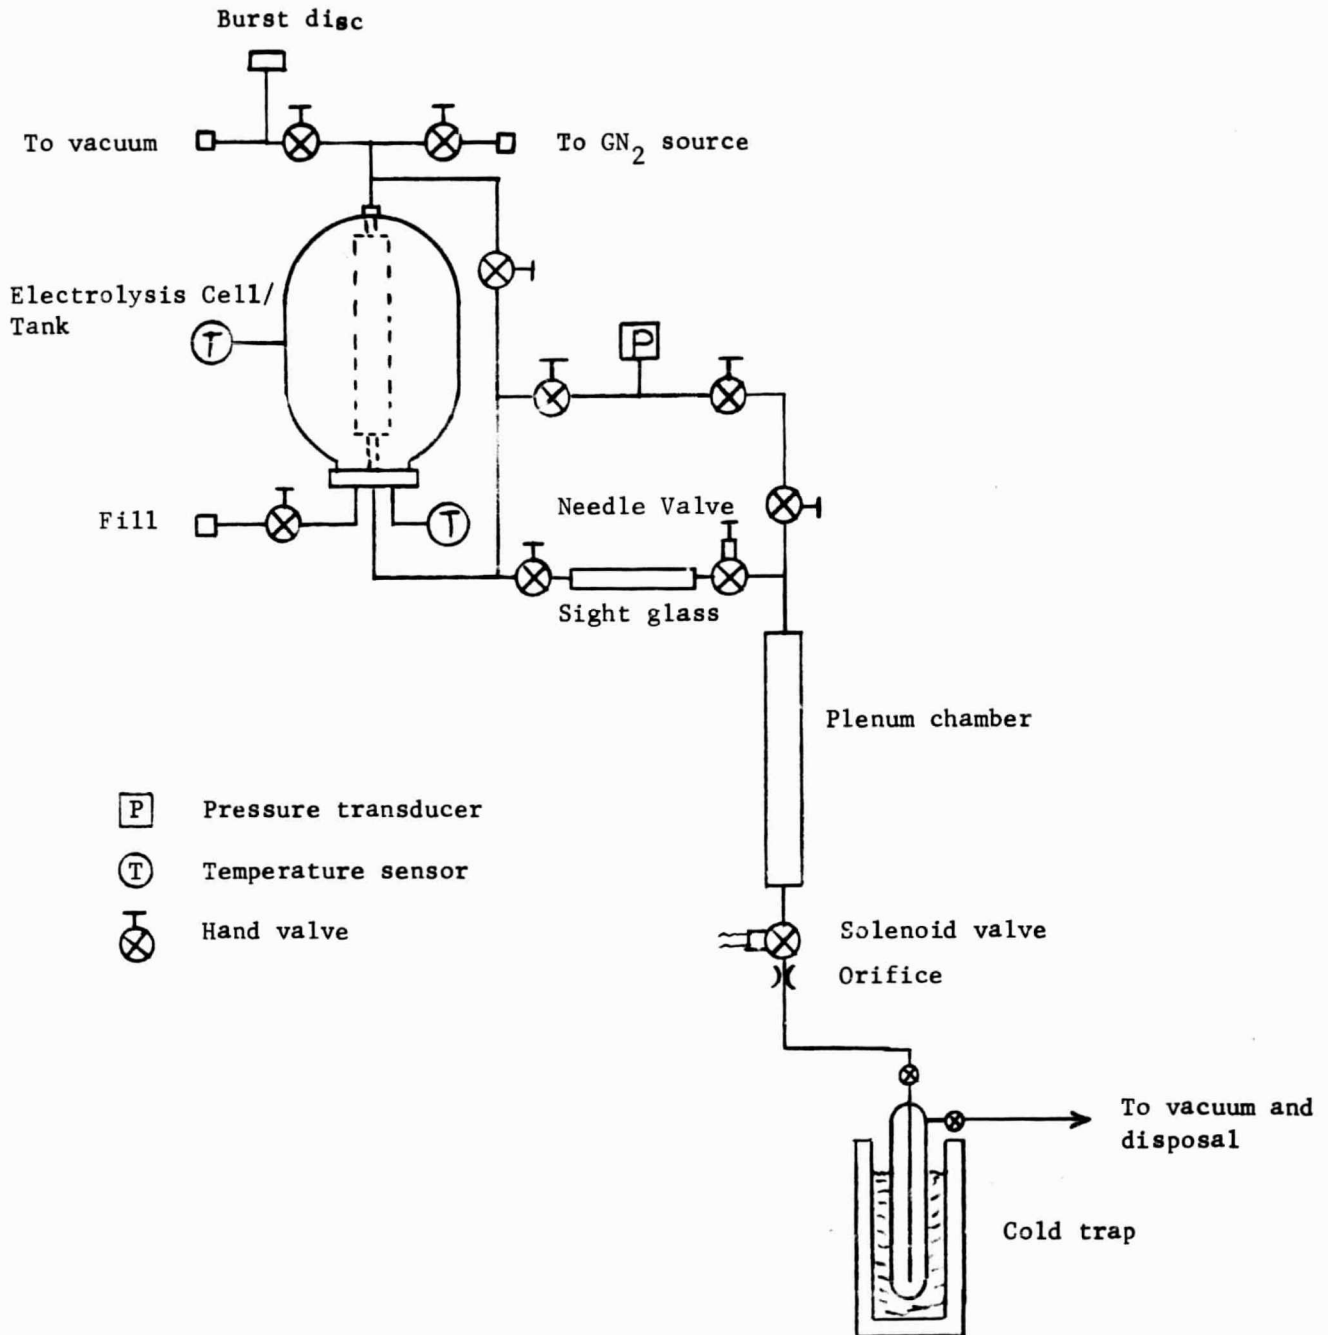 Burst disc
To vacuum
To GN2 source
Electrolysis Cell/
Tank
T
P
Fill
T
Needle Valve
Sight glass
Plenum chamber
P Pressure transducer
T Temperature sensor
Hand valve
Solenoid valve
Orifice
To vacuum and
disposal
Cold trap